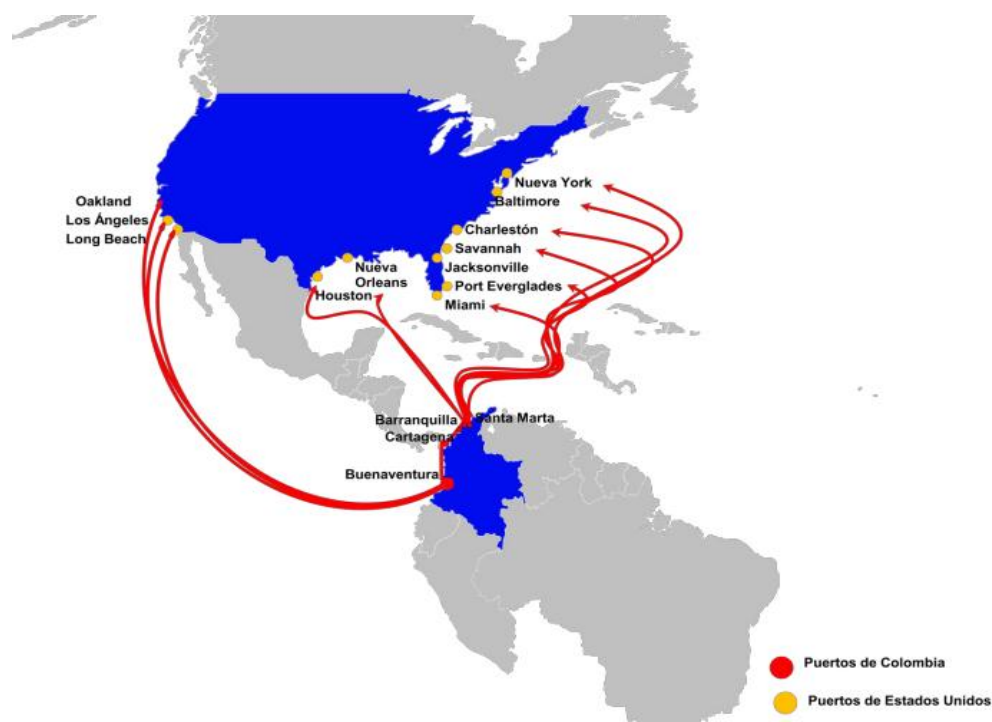 Oakland
Los Ángeles
Long Beach
Nueva York
Baltimore
Charlestón
Savannah
Jacksonville
Port Everglades
Miami
Nueva
Orleans
Houston
Barranquilla
Santa Marta
Cartagena
Buenaventura
Puertos de Colombia
Puertos de Estados Unidos